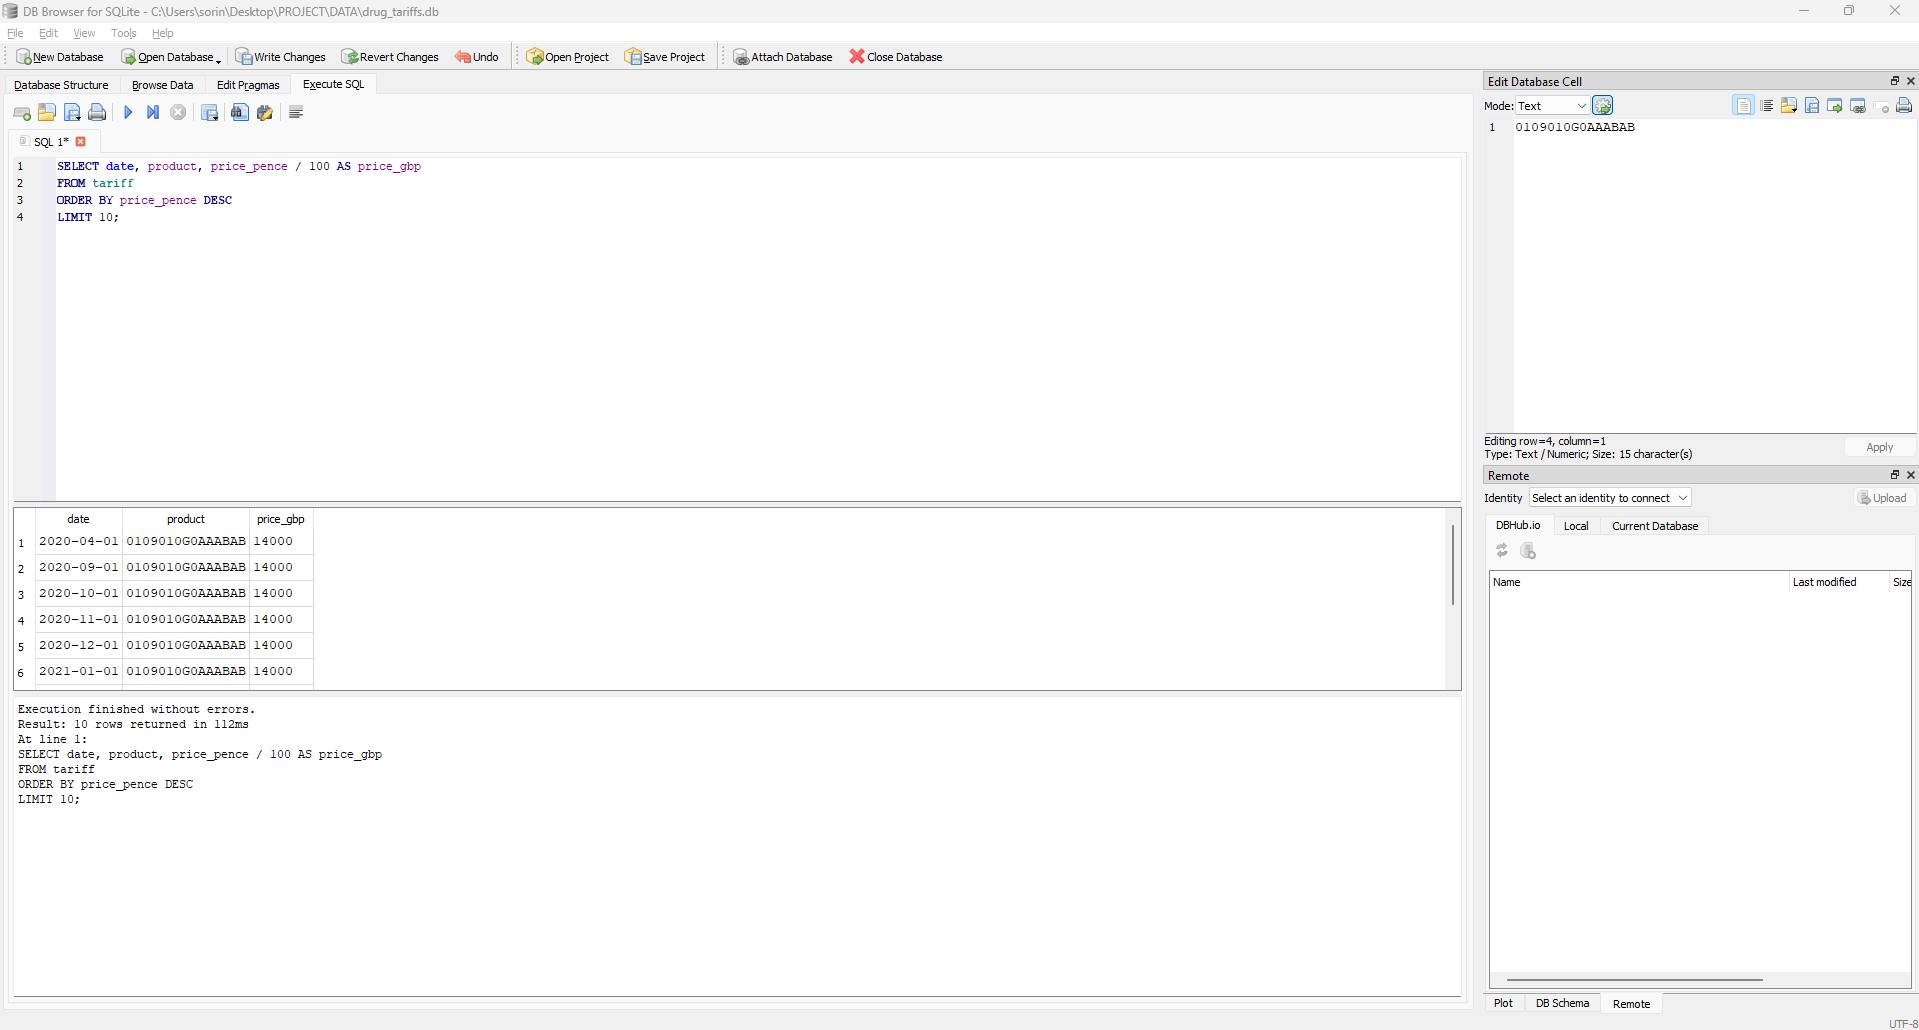 DB Browser for SQLite - C:\Users\sorin\Desktop\PROJECT\DATA\drug_tariffs.db
File Edit View Tools Help
New Database Open Database Write Changes Revert Changes Undo Open Project Save Project Attach Database Close Database
Database Structure Browse Data Edit Pragmas Execute SQL
SQL 1*
1 SELECT date, product, price_pence / 100 AS price_gbp
2 FROM tariff
3 ORDER BY price_pence DESC
4 LIMIT 10;
date product price_gbp
1 2020-04-01 0109010G0AAABAB 14000
2 2020-09-01 0109010G0AAABAB 14000
3 2020-10-01 0109010G0AAABAB 14000
4 2020-11-01 0109010G0AAABAB 14000
5 2020-12-01 0109010G0AAABAB 14000
6 2021-01-01 0109010G0AAABAB 14000
Execution finished without errors.
Result: 10 rows returned in 112ms
At line 1:
SELECT date, product, price_pence / 100 AS price_gbp
FROM tariff
ORDER BY price_pence DESC
LIMIT 10;
Edit Database Cell
Mode: Text
1 0109010G0AAABAB
Editing row=4, column=1
Type: Text / Numeric; Size: 15 character(s)
Apply
Remote
Identity Select an identity to connect Upload
DBHub.io Local Current Database
Name Last modified Size
Plot DB Schema Remote
UTF-8